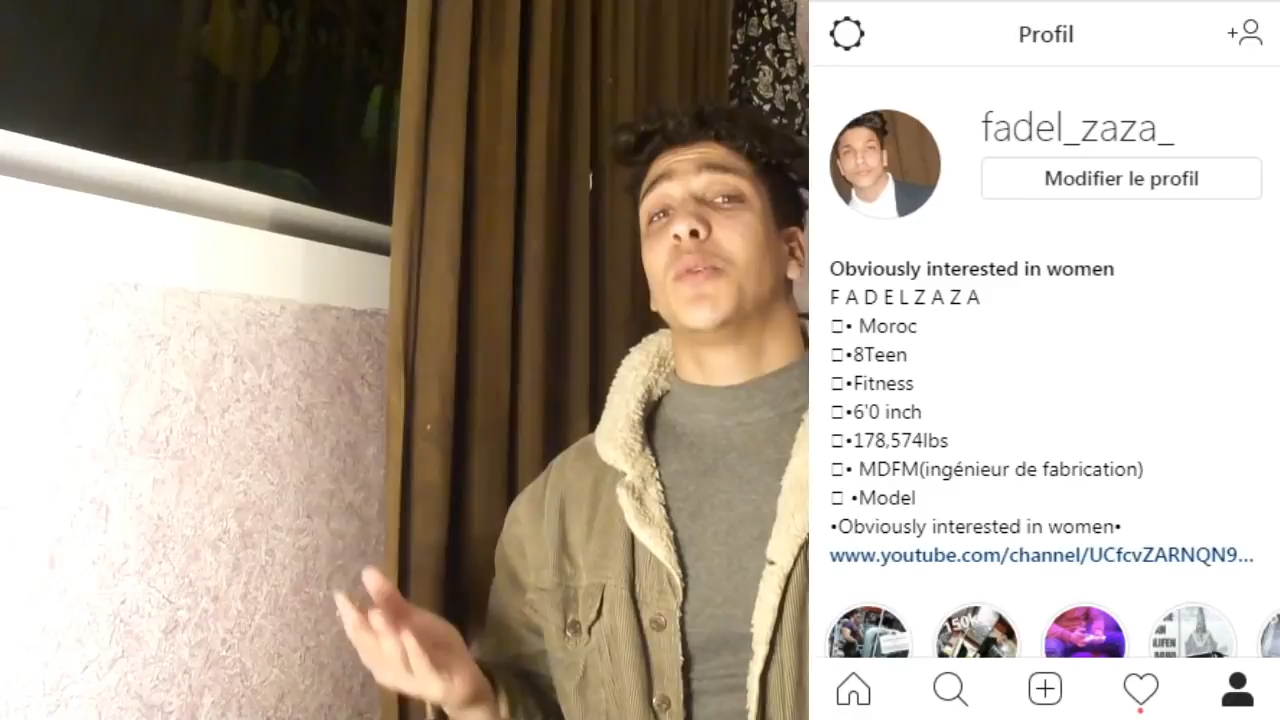 Profil
fadel_zaza_
Modifier le profil
Obviously interested in women
F A D E L Z A Z A
• Moroc
•8Teen
•Fitness
•6'0 inch
•178,574lbs
• MDFM(ingénieur de fabrication)
•Model
•Obviously interested in women•
www.youtube.com/channel/UCfcvZARNQN9...
150K